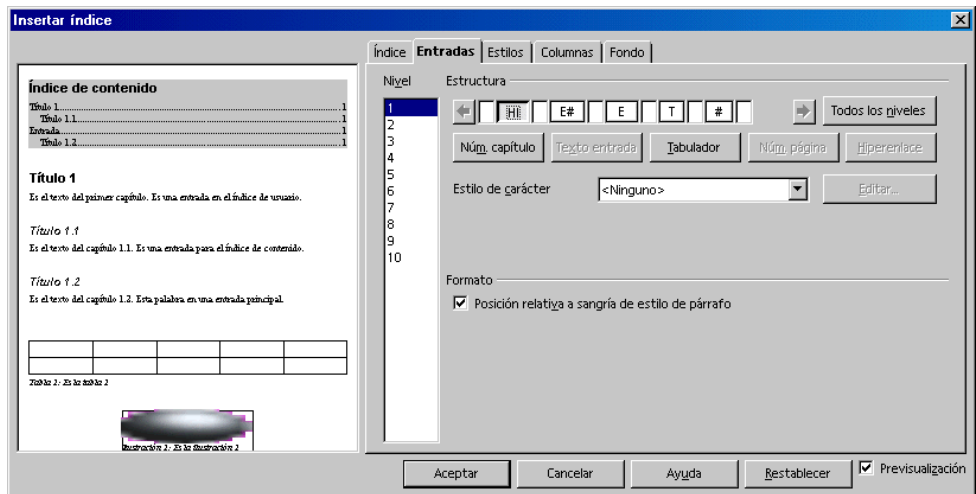 Insertar índice
Índice Entradas Estilos Columnas Fondo
Índice de contenido
Título 1 1
Título 1.1 1
Entrada 1
Título 1.2 1
Título 1
Es el texto del primer capítulo. Es una entrada en el índice de usuario.
Título 1.1
Es el texto del capítulo 1.1. Es una entrada para el índice de contenido.
Título 1.2
Es el texto del capítulo 1.2. Esta palabra en una entrada principal.
Tabla 2: Es la tabla 2
Ilustración 2: Es la ilustración 2
Nivel
1
2
3
4
5
6
7
8
9
10
Estructura
HI E# E T # Todos los niveles
Núm. capítulo Texto entrada Tabulador Núm. página Hiperenlace
Estilo de carácter <Ninguno> Editar...
Formato
Posición relativa a sangría de estilo de párrafo
Aceptar Cancelar Ayuda Restablecer Previsualización